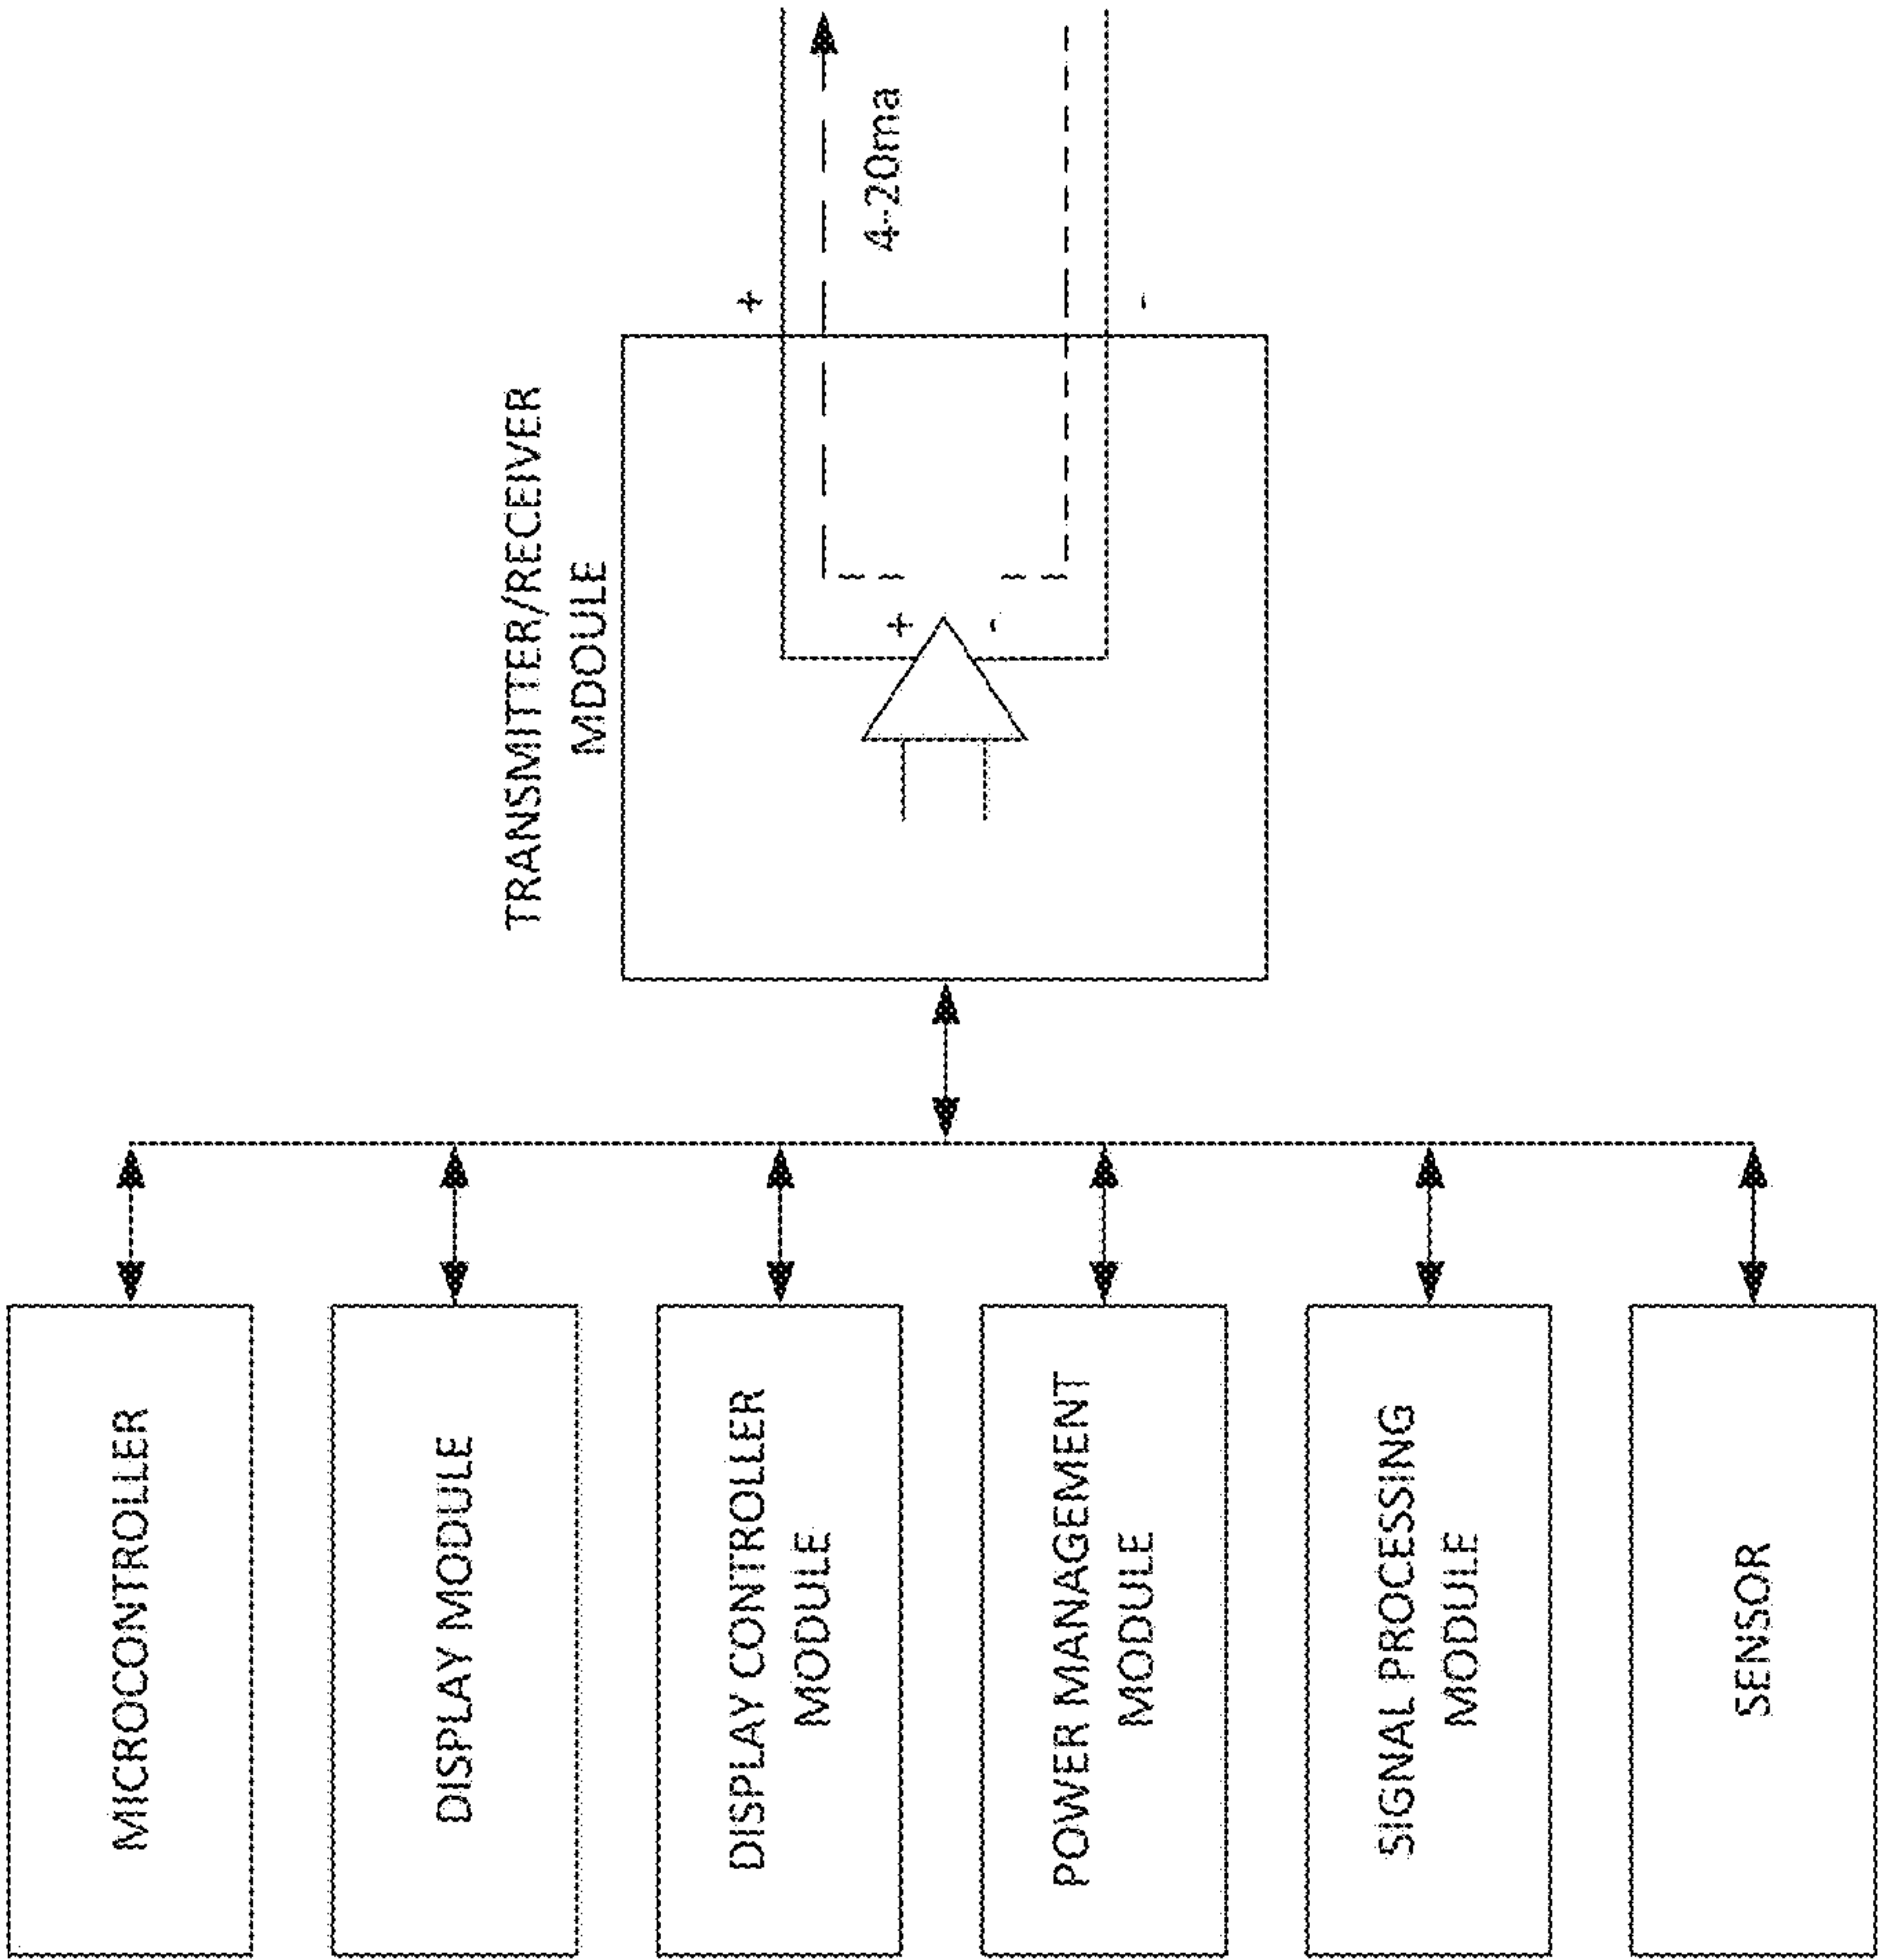 MICROCONTROLLER
DISPLAY MODULE
DISPLAY CONTROLLER
MODULE
POWER MANAGEMENT
MODULE
SIGNAL PROCESSING
MODULE
SENSOR
TRANSMITTER/RECEIVER
MDOULE
+
-
+
-
4-20ma